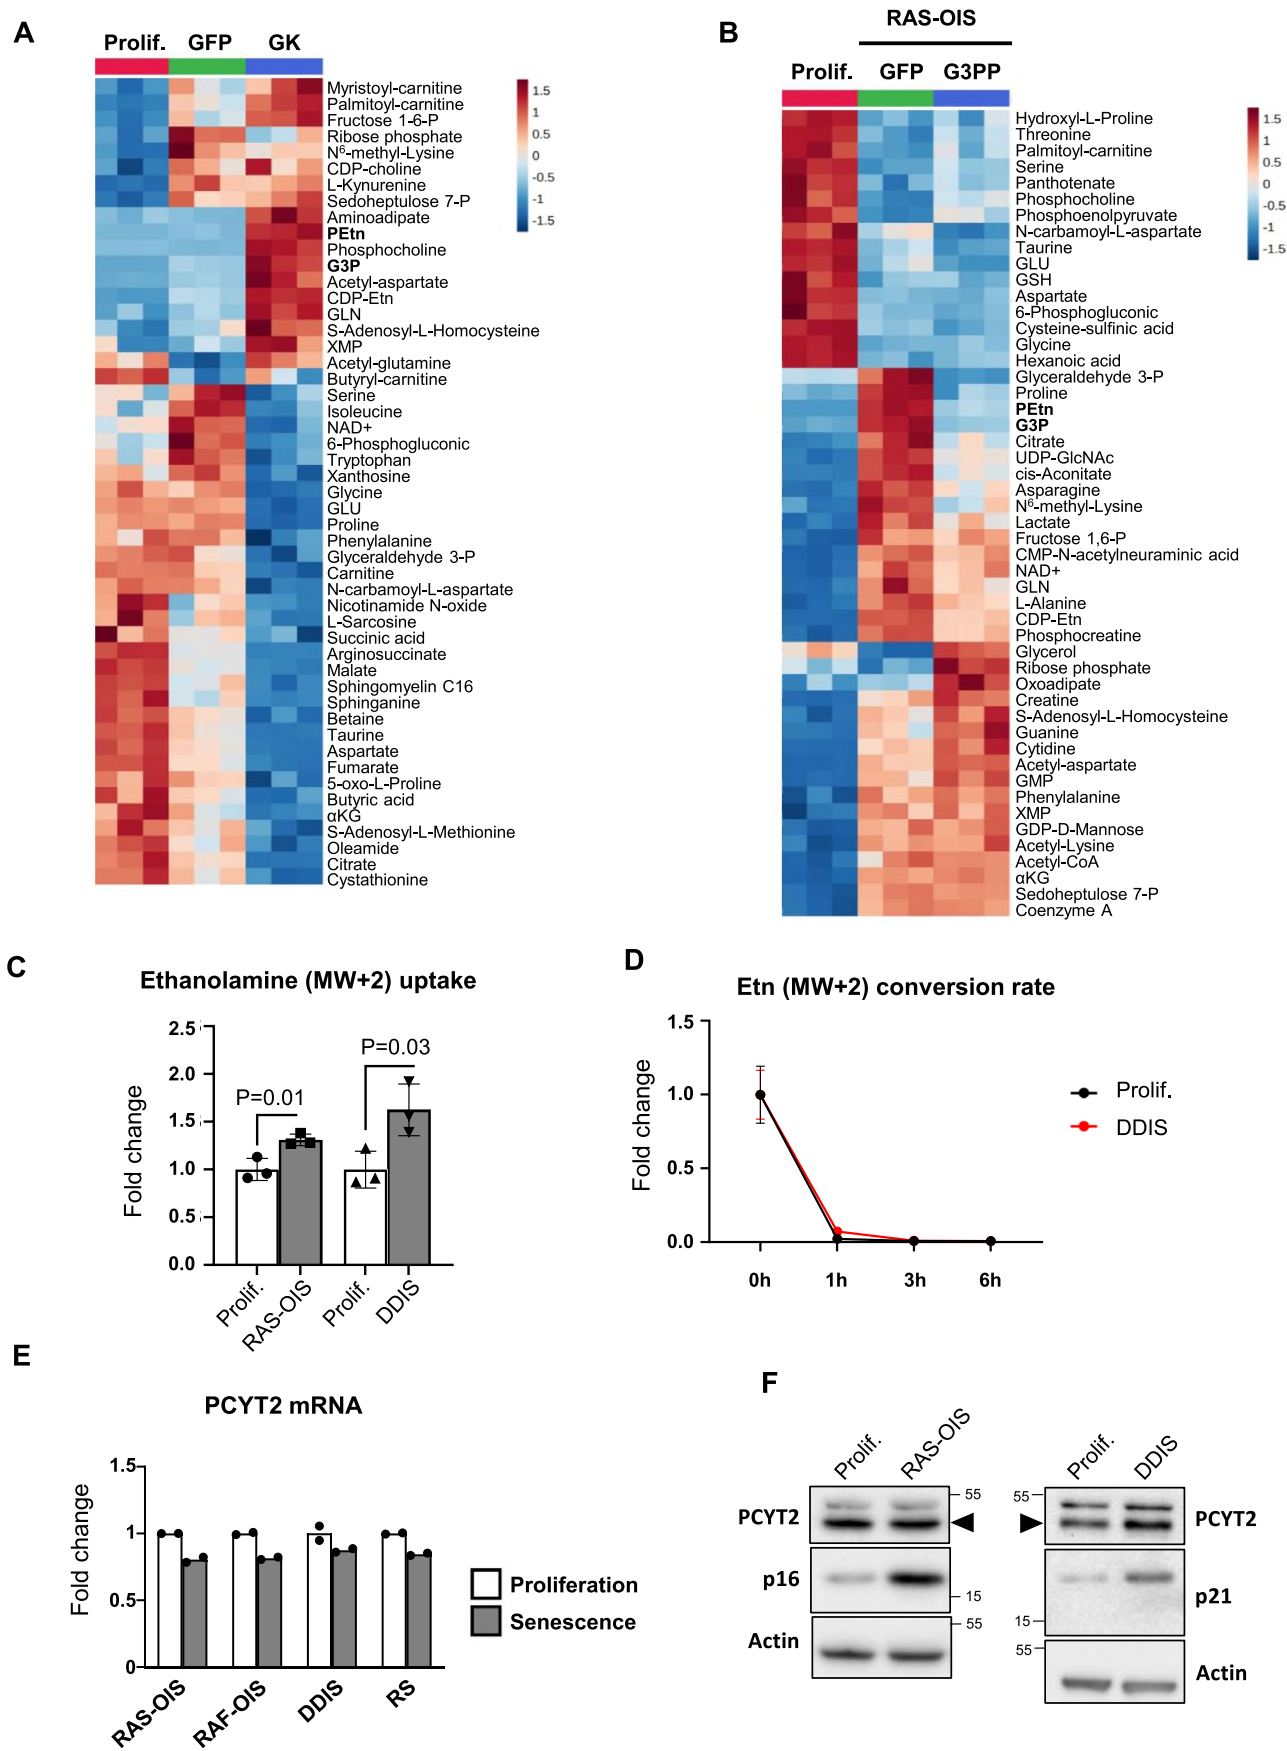 A
Prolif. GFP GK
Myristoyl-carnitine
Palmitoyl-carnitine
Fructose 1-6-P
Ribose phosphate
N6-methyl-Lysine
CDP-choline
L-Kynurenine
Sedoheptulose 7-P
Aminoadipate
PEtn
Phosphocholine
G3P
Acetyl-aspartate
CDP-Etn
GLN
S-Adenosyl-L-Homocysteine
XMP
Acetyl-glutamine
Butyryl-carnitine
Serine
Isoleucine
NAD+
6-Phosphogluconic
Tryptophan
Xanthosine
Glycine
GLU
Proline
Phenylalanine
Glyceraldehyde 3-P
Carnitine
N-carbamoyl-L-aspartate
Nicotinamide N-oxide
L-Sarcosine
Succinic acid
Arginosuccinate
Malate
Sphingomyelin C16
Sphinganine
Betaine
Taurine
Aspartate
Fumarate
5-oxo-L-Proline
Butyric acid
αKG
S-Adenosyl-L-Methionine
Oleamide
Citrate
Cystathionine
1.5
1
0.5
0
-0.5
-1
-1.5
B
RAS-OIS
Prolif. GFP G3PP
Hydroxyl-L-Proline
Threonine
Palmitoyl-carnitine
Serine
Panthotenate
Phosphocholine
Phosphoenolpyruvate
N-carbamoyl-L-aspartate
Taurine
GLU
GSH
Aspartate
6-Phosphogluconic
Cysteine-sulfinic acid
Glycine
Hexanoic acid
Glyceraldehyde 3-P
Proline
PEtn
G3P
Citrate
UDP-GlcNAc
cis-Aconitate
Asparagine
N6-methyl-Lysine
Lactate
Fructose 1,6-P
CMP-N-acetylneuraminic acid
NAD+
GLN
L-Alanine
CDP-Etn
Phosphocreatine
Glycerol
Ribose phosphate
Oxoadipate
Creatine
S-Adenosyl-L-Homocysteine
Guanine
Cytidine
Acetyl-aspartate
GMP
Phenylalanine
XMP
GDP-D-Mannose
Acetyl-Lysine
Acetyl-CoA
αKG
Sedoheptulose 7-P
Coenzyme A
1.5
1
0.5
0
-0.5
-1
-1.5
C
Ethanolamine (MW+2) uptake
Fold change
2.5
2.0
1.5
1.0
0.5
0.0
P=0.01
P=0.03
Prolif.
RAS-OIS
Prolif.
DDIS
D
Etn (MW+2) conversion rate
Fold change
1.5
1.0
0.5
0.0
0h 1h 3h 6h
Prolif.
DDIS
E
PCYT2 mRNA
Fold change
1.5
1
0.5
0
RAS-OIS
RAF-OIS
DDIS
RS
Proliferation
Senescence
F
Prolif.
RAS-OIS
PCYT2
55
p16
15
55
Actin
Prolif.
DDIS
55
PCYT2
p21
15
55
Actin